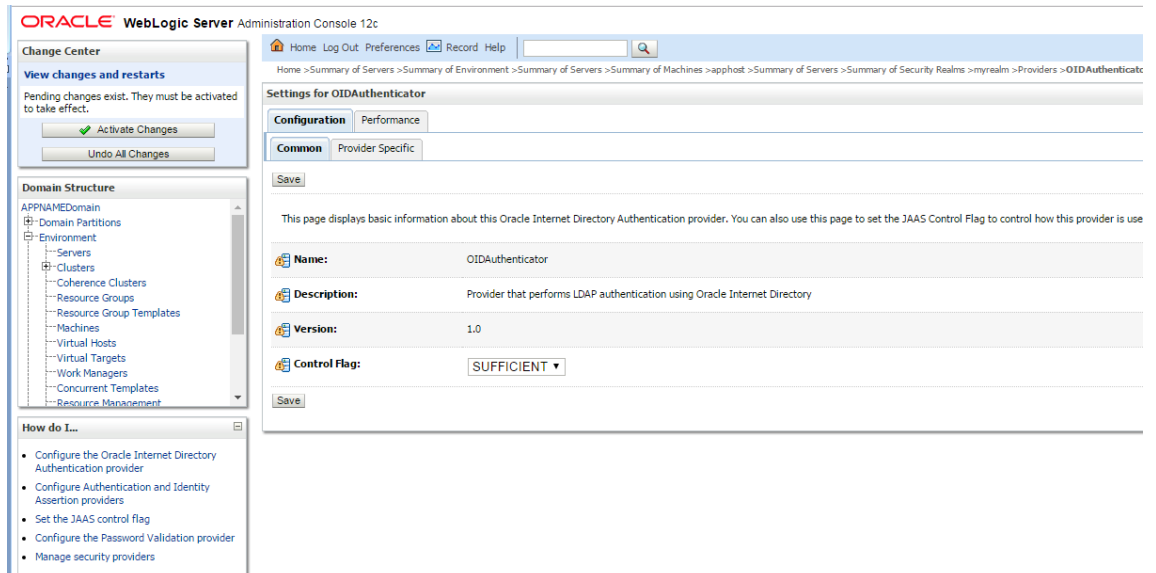 ORACLE WebLogic Server Administration Console 12c
Change Center
View changes and restarts
Pending changes exist. They must be activated
to take effect.
Activate Changes
Undo All Changes
Domain Structure
APPNAMEDomain
Domain Partitions
Environment
Servers
Clusters
Coherence Clusters
Resource Groups
Resource Group Templates
Machines
Virtual Hosts
Virtual Targets
Work Managers
Concurrent Templates
Resource Management
How do I...
Configure the Oracle Internet Directory
Authentication provider
Configure Authentication and Identity
Assertion providers
Set the JAAS control flag
Configure the Password Validation provider
Manage security providers
Home Log Out Preferences Record Help
Home >Summary of Servers >Summary of Environment >Summary of Servers >Summary of Machines >apphost >Summary of Servers >Summary of Security Realms >myrealm >Providers >OIDAuthenticato
Settings for OIDAuthenticator
Configuration Performance
Common Provider Specific
Save
This page displays basic information about this Oracle Internet Directory Authentication provider. You can also use this page to set the JAAS Control Flag to control how this provider is use
Name: OIDAuthenticator
Description: Provider that performs LDAP authentication using Oracle Internet Directory
Version: 1.0
Control Flag: SUFFICIENT
Save